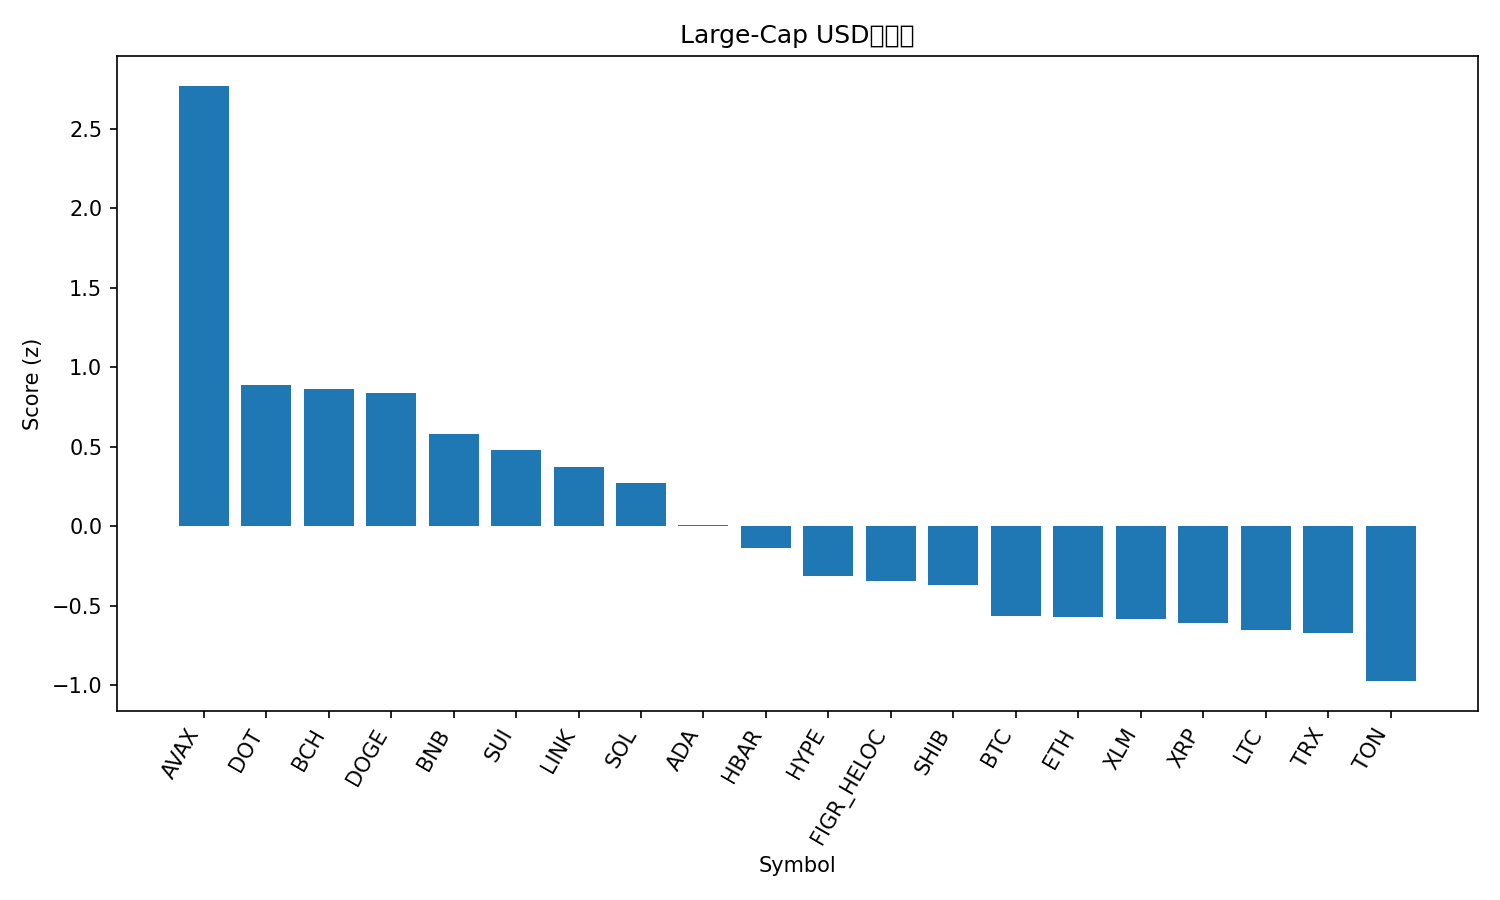 Large-Cap USD
Score (z)
2.5
2.0
1.5
1.0
0.5
0.0
−0.5
−1.0
AVAX
DOT
BCH
DOGE
BNB
SUI
LINK
SOL
ADA
HBAR
HYPE
FIGR_HELOC
SHIB
BTC
ETH
XLM
XRP
LTC
TRX
TON
Symbol